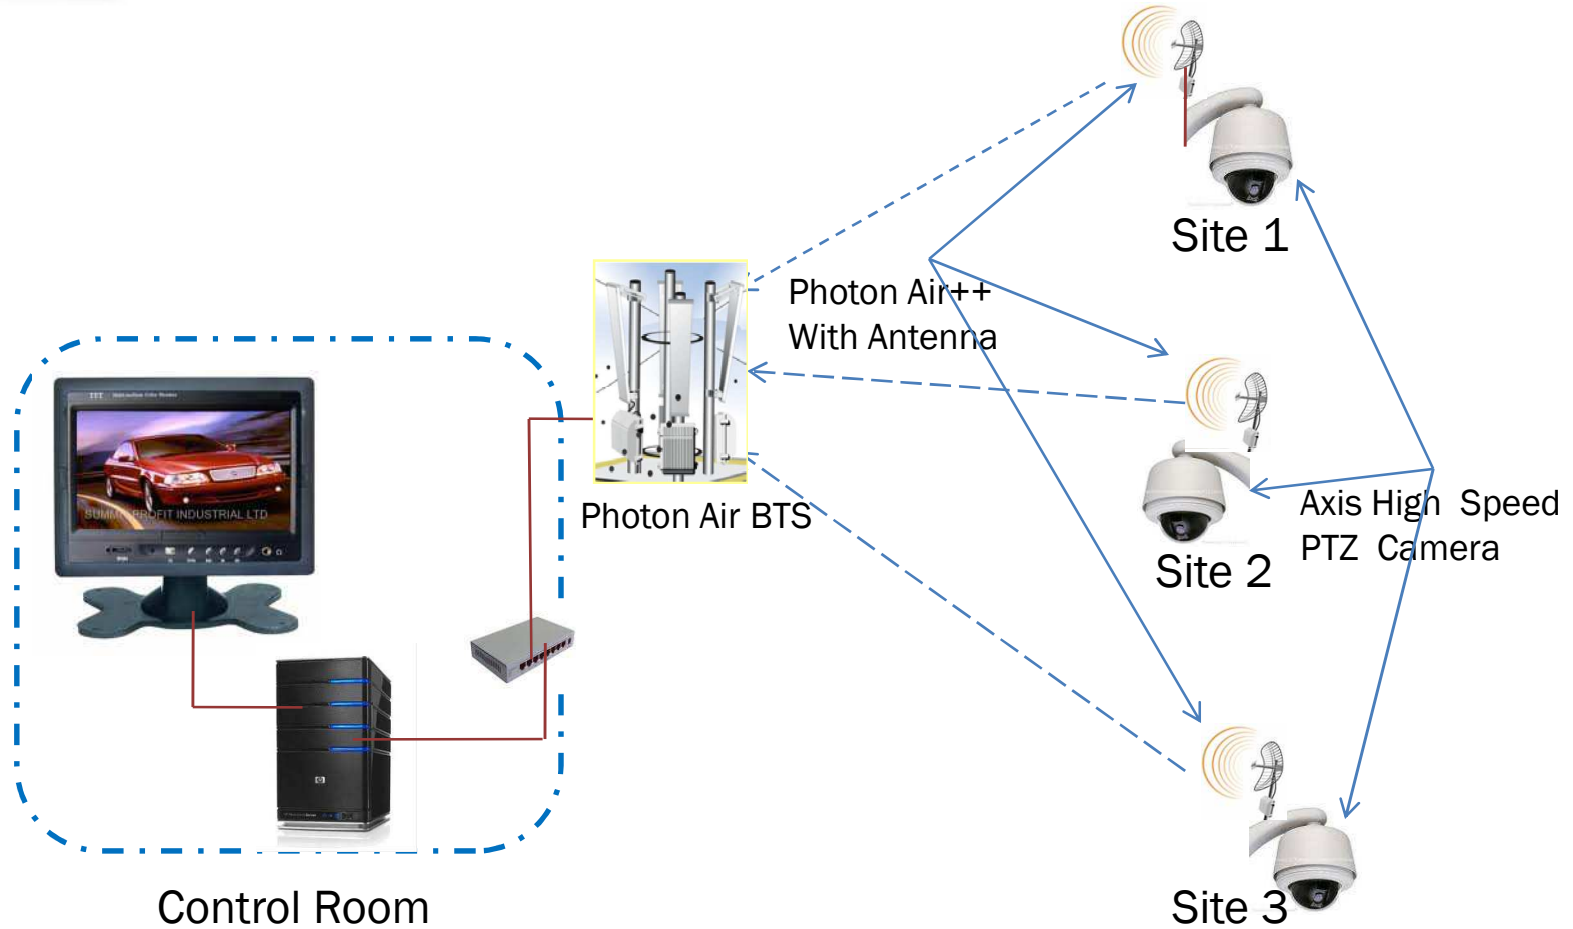 Site 1
Photon Air++
With Antenna
SUMMIT PROFIT INDUSTRIAL LTD
Photon Air BTS
Axis High Speed
PTZ Camera
Site 2
Control Room
Site 3